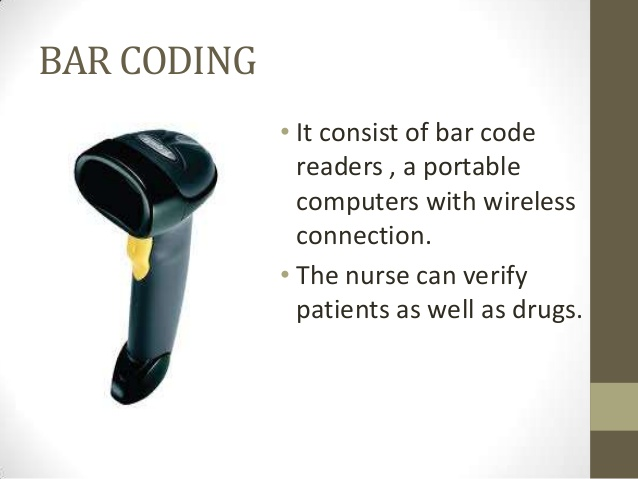 BAR CODING
• It consist of bar code
readers , a portable
computers with wireless
connection.
• The nurse can verify
patients as well as drugs.